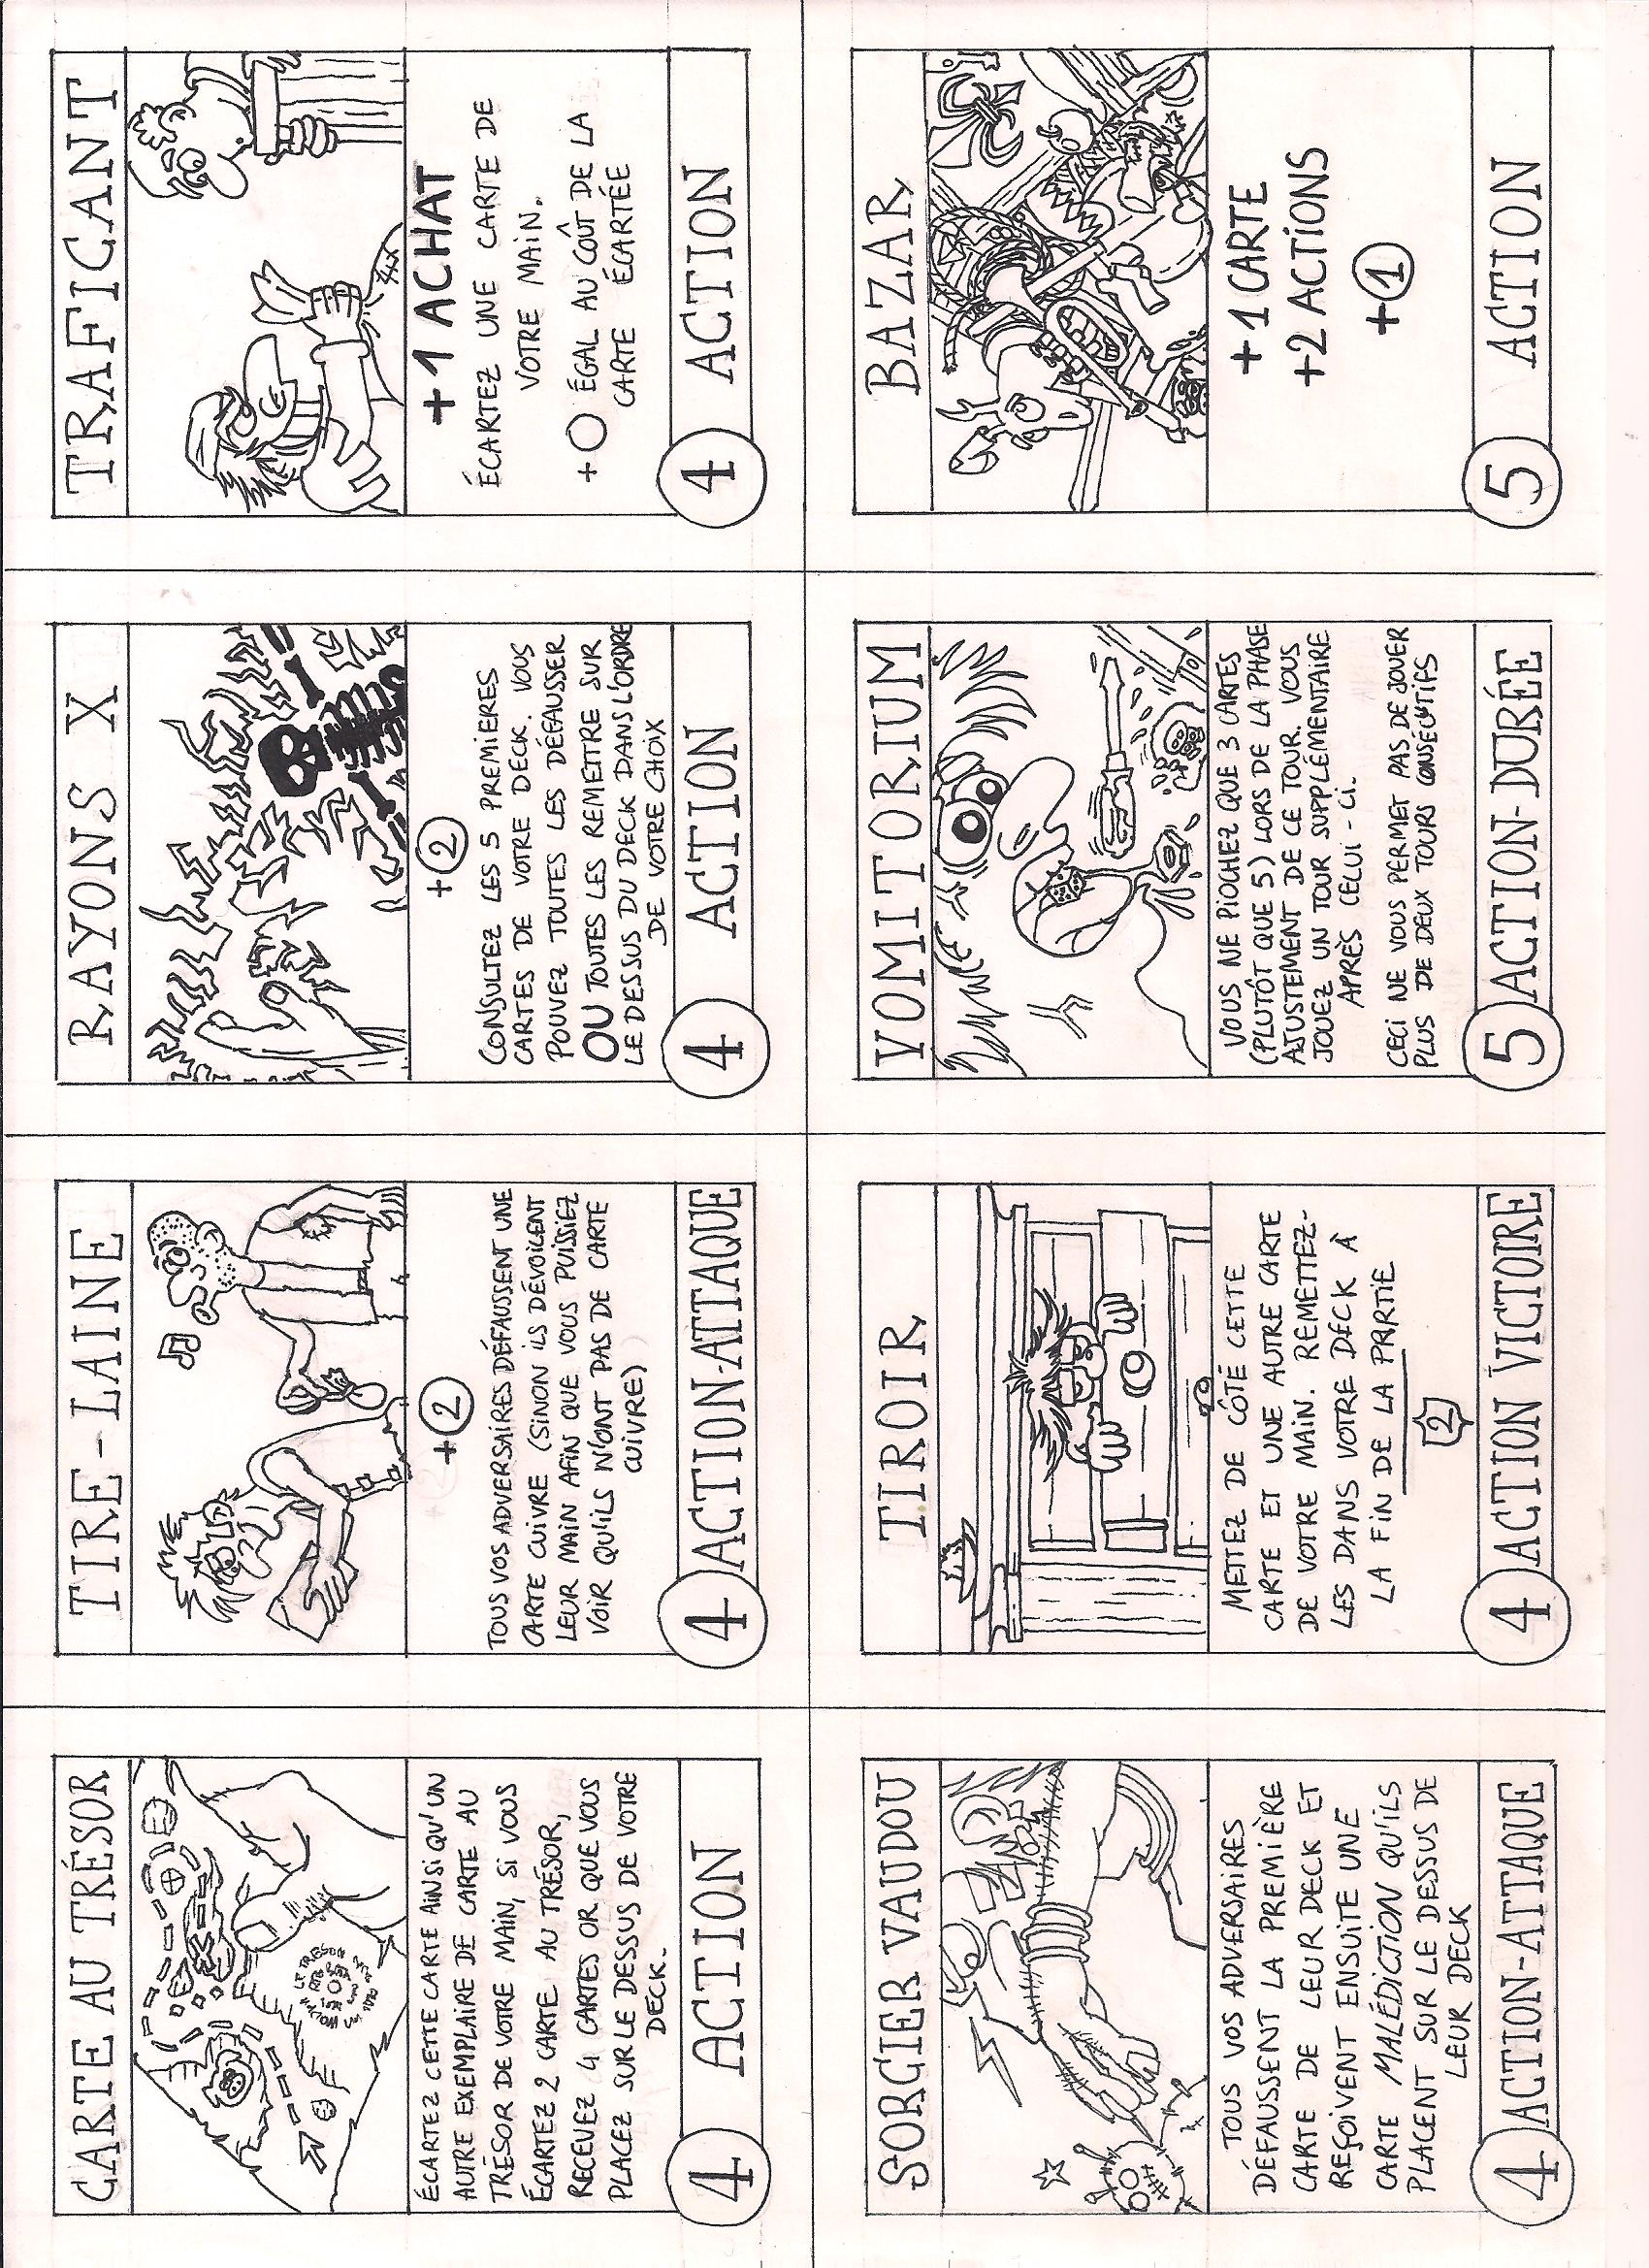 CARTE AU TRÉSOR
ÉCARTEZ CETTE CARTE AINSI QU'UN
AUTRE EXEMPLAIRE DE CARTE AU
TRÉSOR DE VOTRE MAIN, SI VOUS
ÉCARTEZ 2 CARTE AU TRÉSOR,
RECEVEZ 4 CARTES OR QUE VOUS
PLACEZ SUR LE DESSUS DE VOTRE
DECK.
4 ACTION
TIRE-LAINE
+2
TOUS VOS ADVERSAIRES DÉFAUSSENT UNE
CARTE CUIVRE (SINON ILS DÉVOILENT
LEUR MAIN AFIN QUE VOUS PUISSIEZ
VOIR QU'ILS N'ONT PAS DE CARTE
CUIVRE)
4 ACTION-ATTAQUE
RAYONS X
+2
CONSULTEZ LES 5 PREMIERES
CARTES DE VOTRE DECK. VOUS
POUVEZ TOUTES LES DÉFAUSSER
OU TOUTES LES REMETTRE SUR
LE DESSUS DU DECK DANS L'ORDRE
DE VOTRE CHOIX
4 ACTION
TRAFICANT
+1 ACHAT
ÉCARTEZ UNE CARTE DE
VOTRE MAIN.
+○ ÉGAL AU COÛT DE LA
CARTE ÉCARTÉE
4 ACTION
SORCIER VAUDOU
TOUS VOS ADVERSAIRES
DÉFAUSSENT LA PREMIÈRE
CARTE DE LEUR DECK ET
REÇOIVENT ENSUITE UNE
CARTE MALÉDICTION QU'ILS
PLACENT SUR LE DESSUS DE
LEUR DECK
4 ACTION-ATTAQUE
TIROIR
METTEZ DE CÔTÉ CETTE
CARTE ET UNE AUTRE CARTE
DE VOTRE MAIN. REMETTEZ-
LES DANS VOTRE DECK À
LA FIN DE LA PARTIE
2
4 ACTION VICTOIRE
VOMITORIUM
VOUS NE PIOCHEZ QUE 3 CARTES
(PLUTÔT QUE 5) LORS DE LA PHASE
AJUSTEMENT DE CE TOUR. VOUS
JOUEZ UN TOUR SUPPLÉMENTAIRE
APRÈS CELUI-CI.
CECI NE VOUS PERMET PAS DE JOUER
PLUS DE DEUX TOURS CONSÉCUTIFS
5 ACTION-DURÉE
BAZAR
+1 CARTE
+2 ACTIONS
+1
5 ACTION